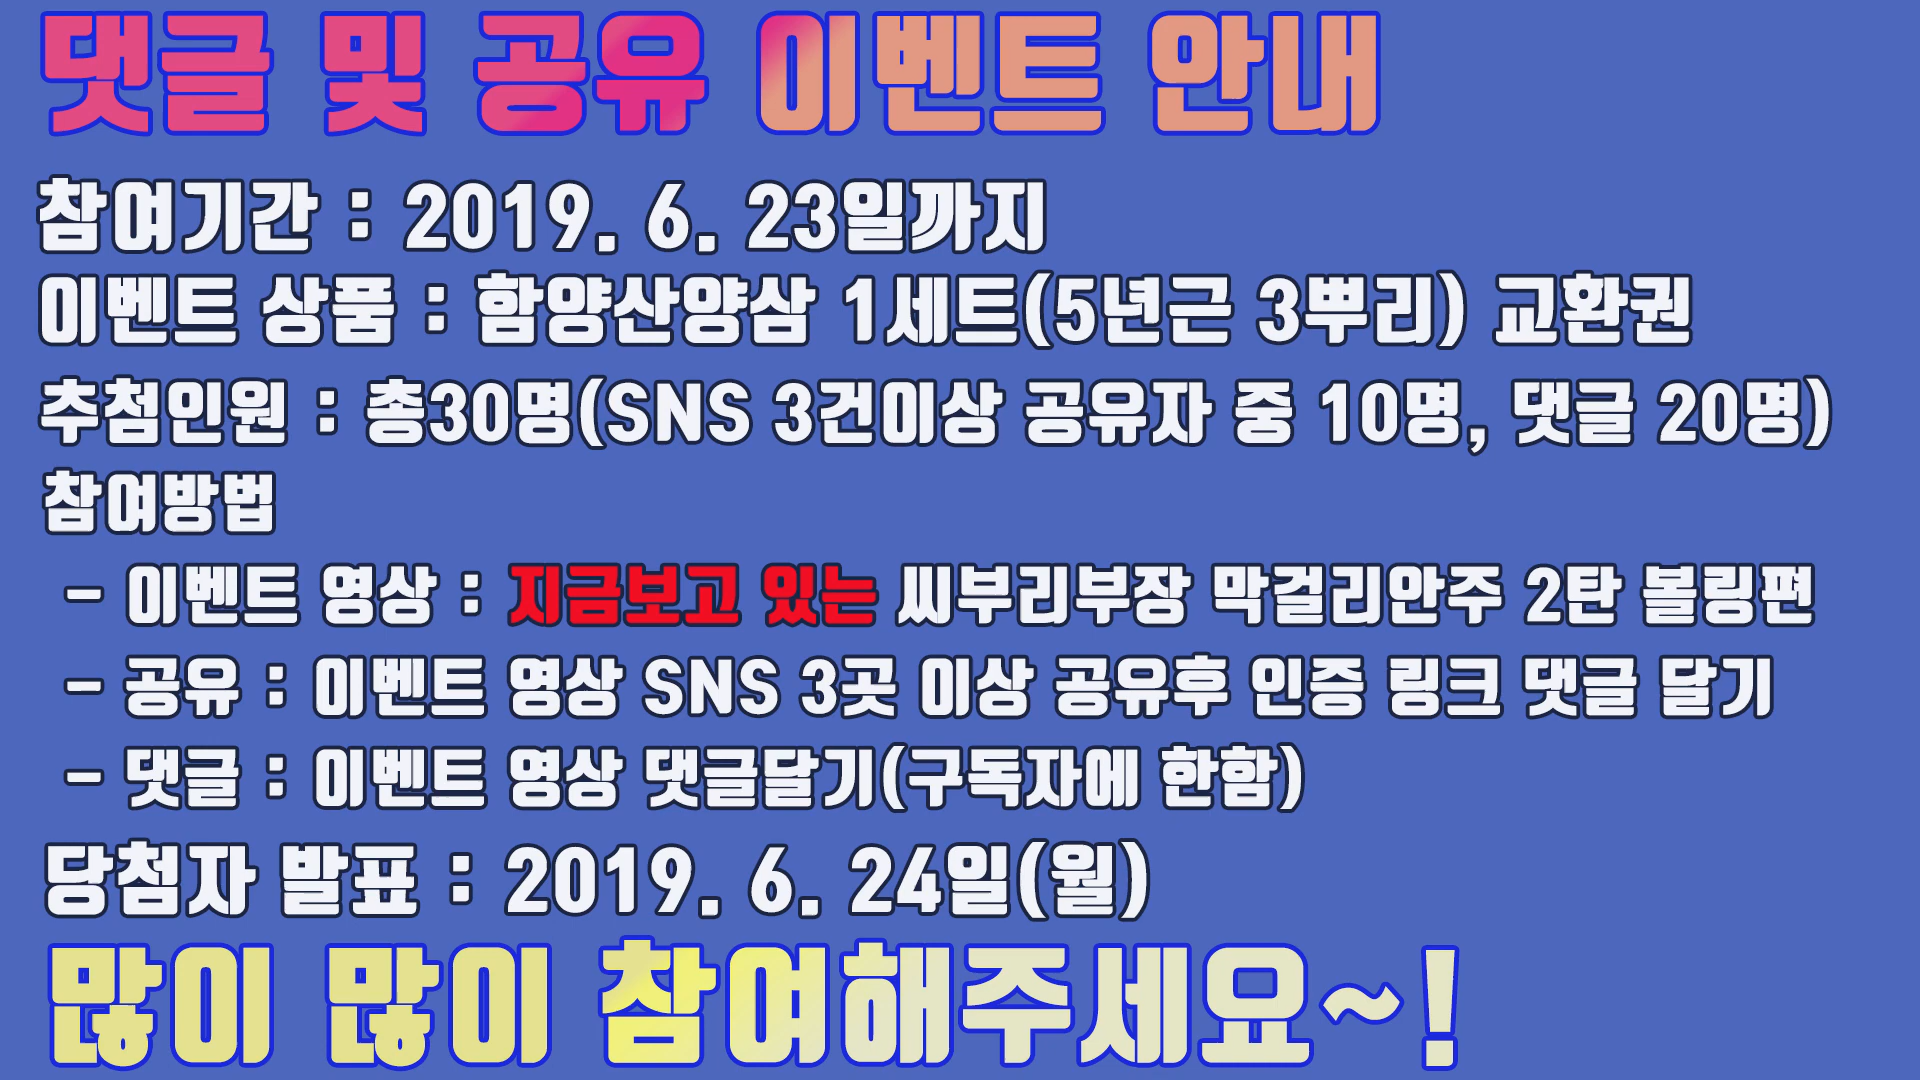 댓글 및 공유 이벤트 안내
참여기간 : 2019. 6. 23일까지
이벤트 상품 : 함양산양삼 1세트(5년근 3뿌리) 교환권
추첨인원 : 총30명(SNS 3건이상 공유자 중 10명, 댓글 20명)
참여방법
- 이벤트 영상 : 지금보고 있는 씨부리부장 막걸리안주 2탄 볼링편
- 공유 : 이벤트 영상 SNS 3곳 이상 공유후 인증 링크 댓글 달기
- 댓글 : 이벤트 영상 댓글달기(구독자에 한함)
당첨자 발표 : 2019. 6. 24일(월)
많이 많이 참여해주세요~!